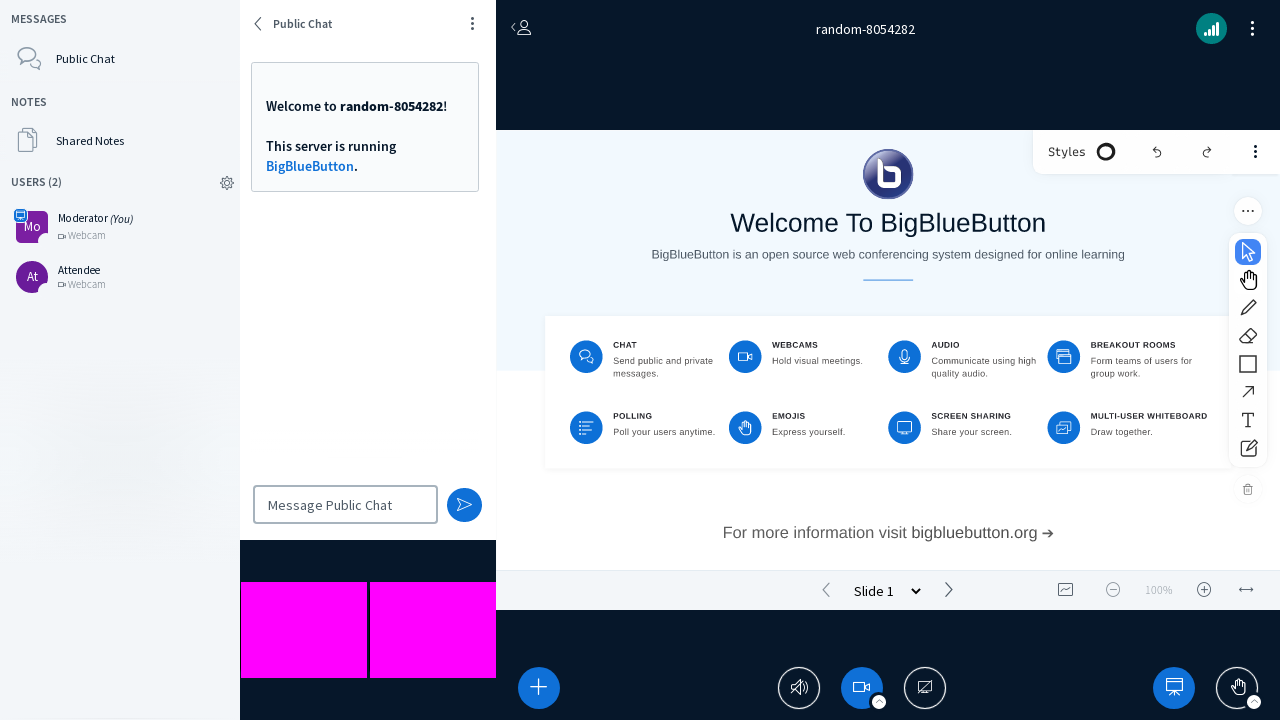 MESSAGES
Public Chat
NOTES
Shared Notes
USERS (2)
Mo
Moderator (You)
Webcam
At
Attendee
Webcam
Public Chat
Welcome to random-8054282!
This server is running
BigBlueButton.
Message Public Chat
random-8054282
Styles
Welcome To BigBlueButton
BigBlueButton is an open source web conferencing system designed for online learning
CHAT
Send public and private
messages.
WEBCAMS
Hold visual meetings.
AUDIO
Communicate using high
quality audio.
BREAKOUT ROOMS
Form teams of users for
group work.
POLLING
Poll your users anytime.
EMOJIS
Express yourself.
SCREEN SHARING
Share your screen.
MULTI-USER WHITEBOARD
Draw together.
For more information visit bigbluebutton.org →
Slide 1
100%